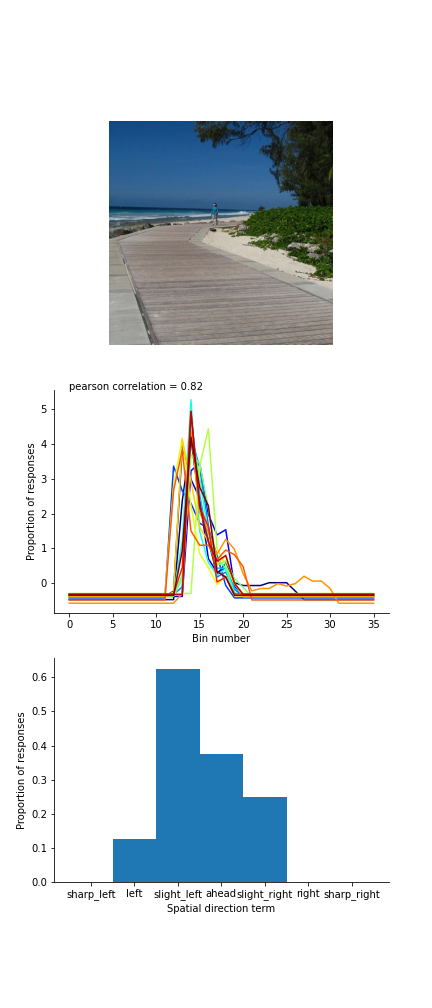 pearson correlation = 0.82
Proportion of responses
5
4
3
2
1
0
0 5 10 15 20 25 30 35
Bin number
Proportion of responses
0.6
0.5
0.4
0.3
0.2
0.1
0.0
sharp_left left slight_left ahead slight_right right sharp_right
Spatial direction term